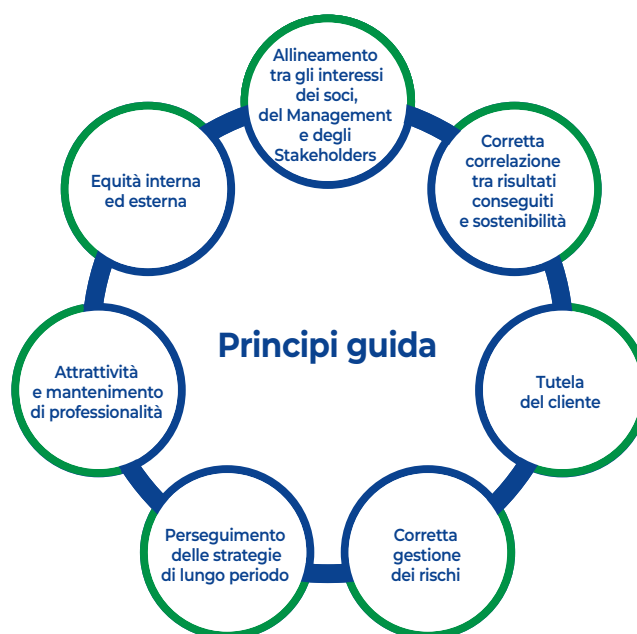 Allineamento
tra gli interessi
dei soci,
del Management
e degli
Stakeholders
Corretta
correlazione
tra risultati
conseguiti
e sostenibilità
Equità interna
ed esterna
Principi guida
Attrattività
e mantenimento
di professionalità
Tutela
del cliente
Perseguimento
delle strategie
di lungo periodo
Corretta
gestione
dei rischi